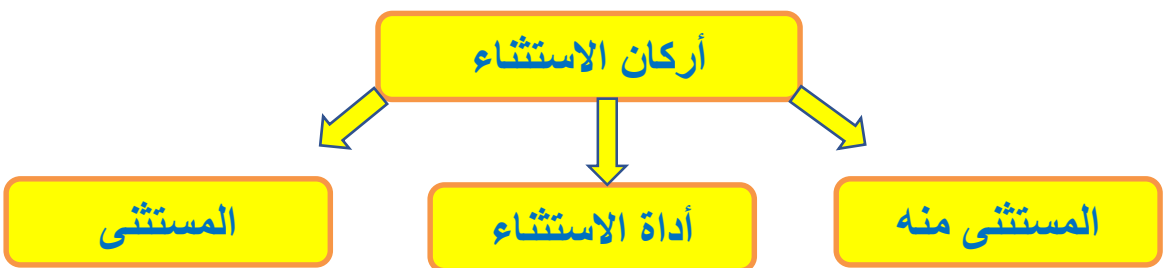 أركان الاستثناء
المستثنى منه
أداة الاستثناء
المستثنى